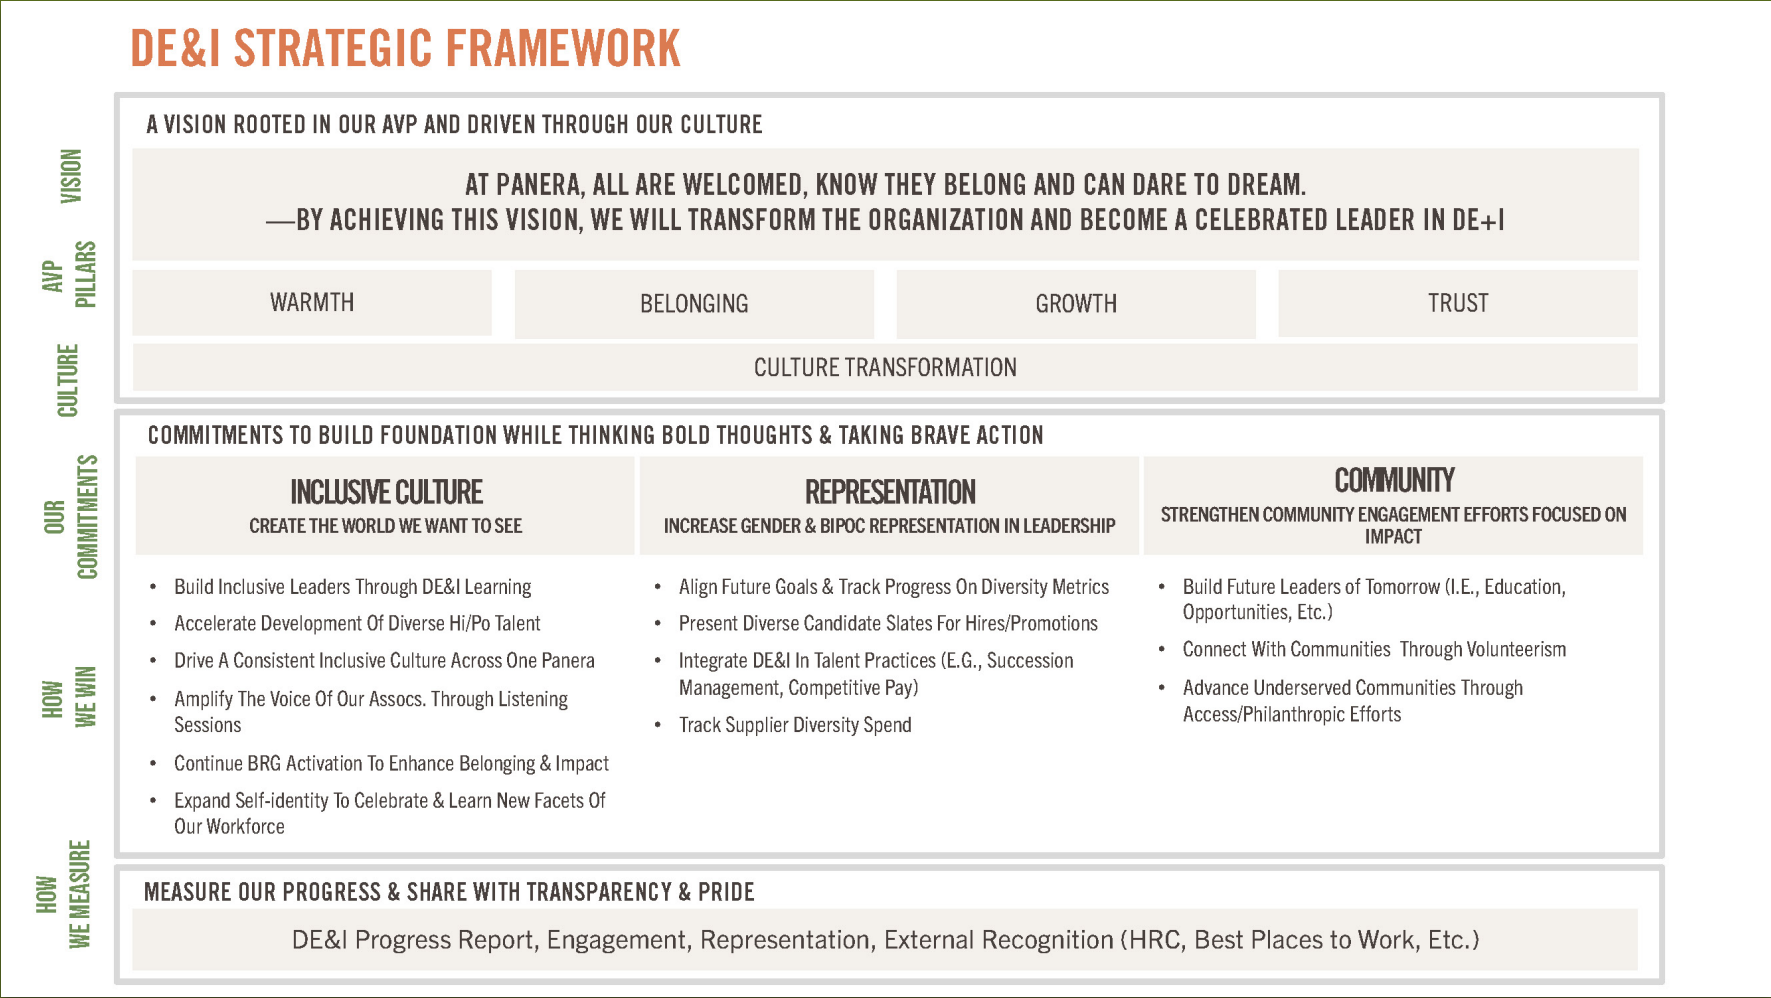 DE&I STRATEGIC FRAMEWORK
VISION
A VISION ROOTED IN OUR AVP AND DRIVEN THROUGH OUR CULTURE
AT PANERA, ALL ARE WELCOMED, KNOW THEY BELONG AND CAN DARE TO DREAM.
—BY ACHIEVING THIS VISION, WE WILL TRANSFORM THE ORGANIZATION AND BECOME A CELEBRATED LEADER IN DE+I
AVP
PILLARS
WARMTH
BELONGING
GROWTH
TRUST
CULTURE
CULTURE TRANSFORMATION
OUR
COMMITMENTS
COMMITMENTS TO BUILD FOUNDATION WHILE THINKING BOLD THOUGHTS & TAKING BRAVE ACTION
INCLUSIVE CULTURE
CREATE THE WORLD WE WANT TO SEE
REPRESENTATION
INCREASE GENDER & BIPOC REPRESENTATION IN LEADERSHIP
COMMUNITY
STRENGTHEN COMMUNITY ENGAGEMENT EFFORTS FOCUSED ON
IMPACT
HOW
WE WIN
• Build Inclusive Leaders Through DE&I Learning
• Accelerate Development Of Diverse Hi/Po Talent
• Drive A Consistent Inclusive Culture Across One Panera
• Amplify The Voice Of Our Assocs. Through Listening
Sessions
• Continue BRG Activation To Enhance Belonging & Impact
• Expand Self-identity To Celebrate & Learn New Facets Of
Our Workforce
• Align Future Goals & Track Progress On Diversity Metrics
• Present Diverse Candidate Slates For Hires/Promotions
• Integrate DE&I In Talent Practices (E.G., Succession
Management, Competitive Pay)
• Track Supplier Diversity Spend
• Build Future Leaders of Tomorrow (I.E., Education,
Opportunities, Etc.)
• Connect With Communities Through Volunteerism
• Advance Underserved Communities Through
Access/Philanthropic Efforts
HOW
WE MEASURE
MEASURE OUR PROGRESS & SHARE WITH TRANSPARENCY & PRIDE
DE&I Progress Report, Engagement, Representation, External Recognition (HRC, Best Places to Work, Etc.)